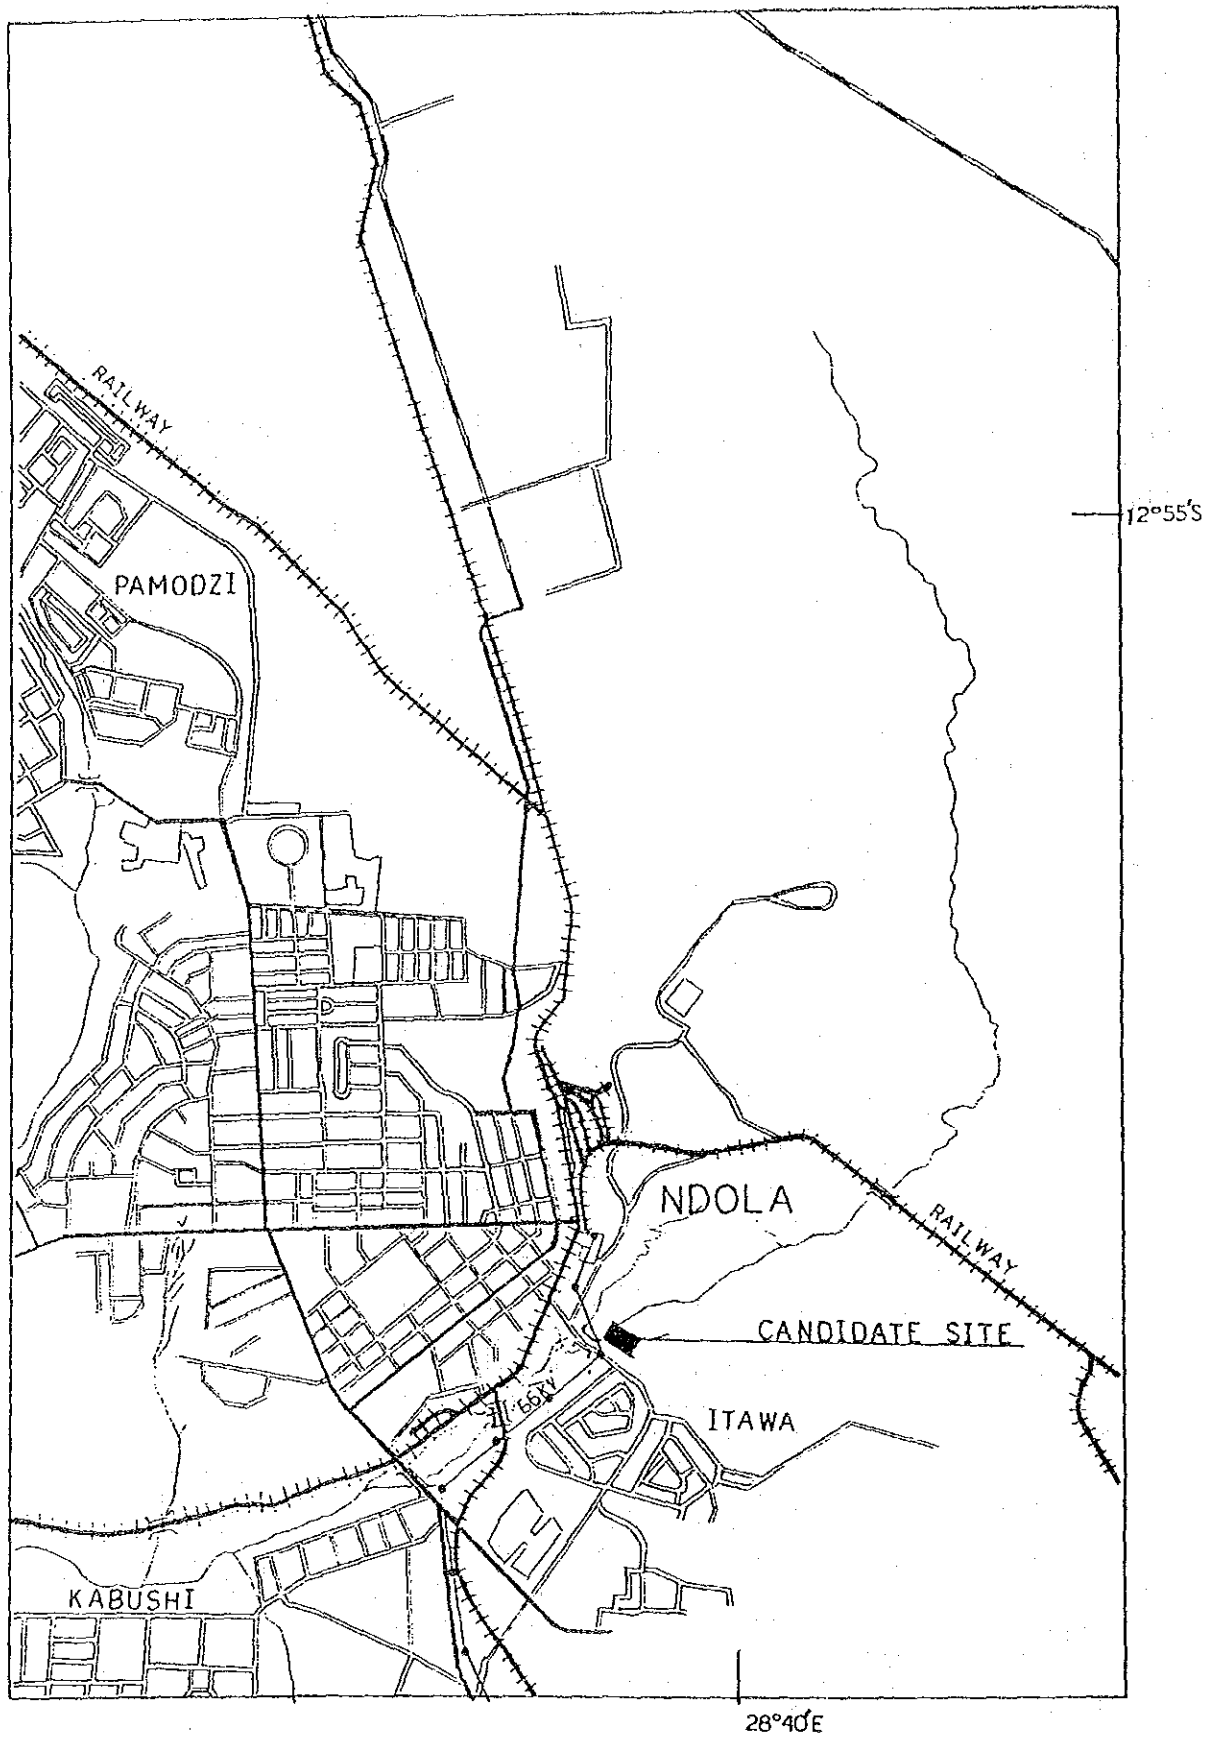 RAILWAY
12°55'S
PAMODZI
NDOLA
RAILWAY
CANDIDATE SITE
66KV
ITAWA
KABUSHI
28°40'E